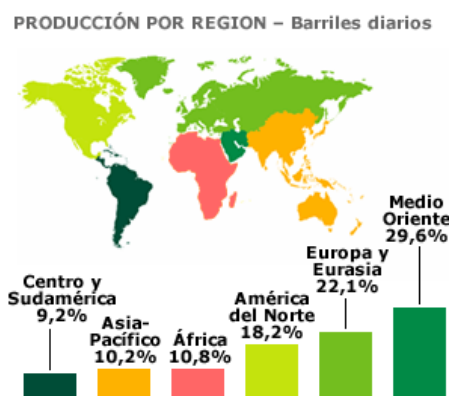 PRODUCCIÓN POR REGION – Barriles diarios
Centro y
Sudamérica
9,2%
Asia-
Pacífico
10,2%
África
10,8%
América
del Norte
18,2%
Europa y
Eurasia
22,1%
Medio
Oriente
29,6%